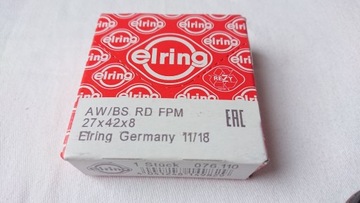 elring
REZY
AW/BS RD FPM
27x42x8
EAC
Elring Germany 11/18
1 Stück 076.110